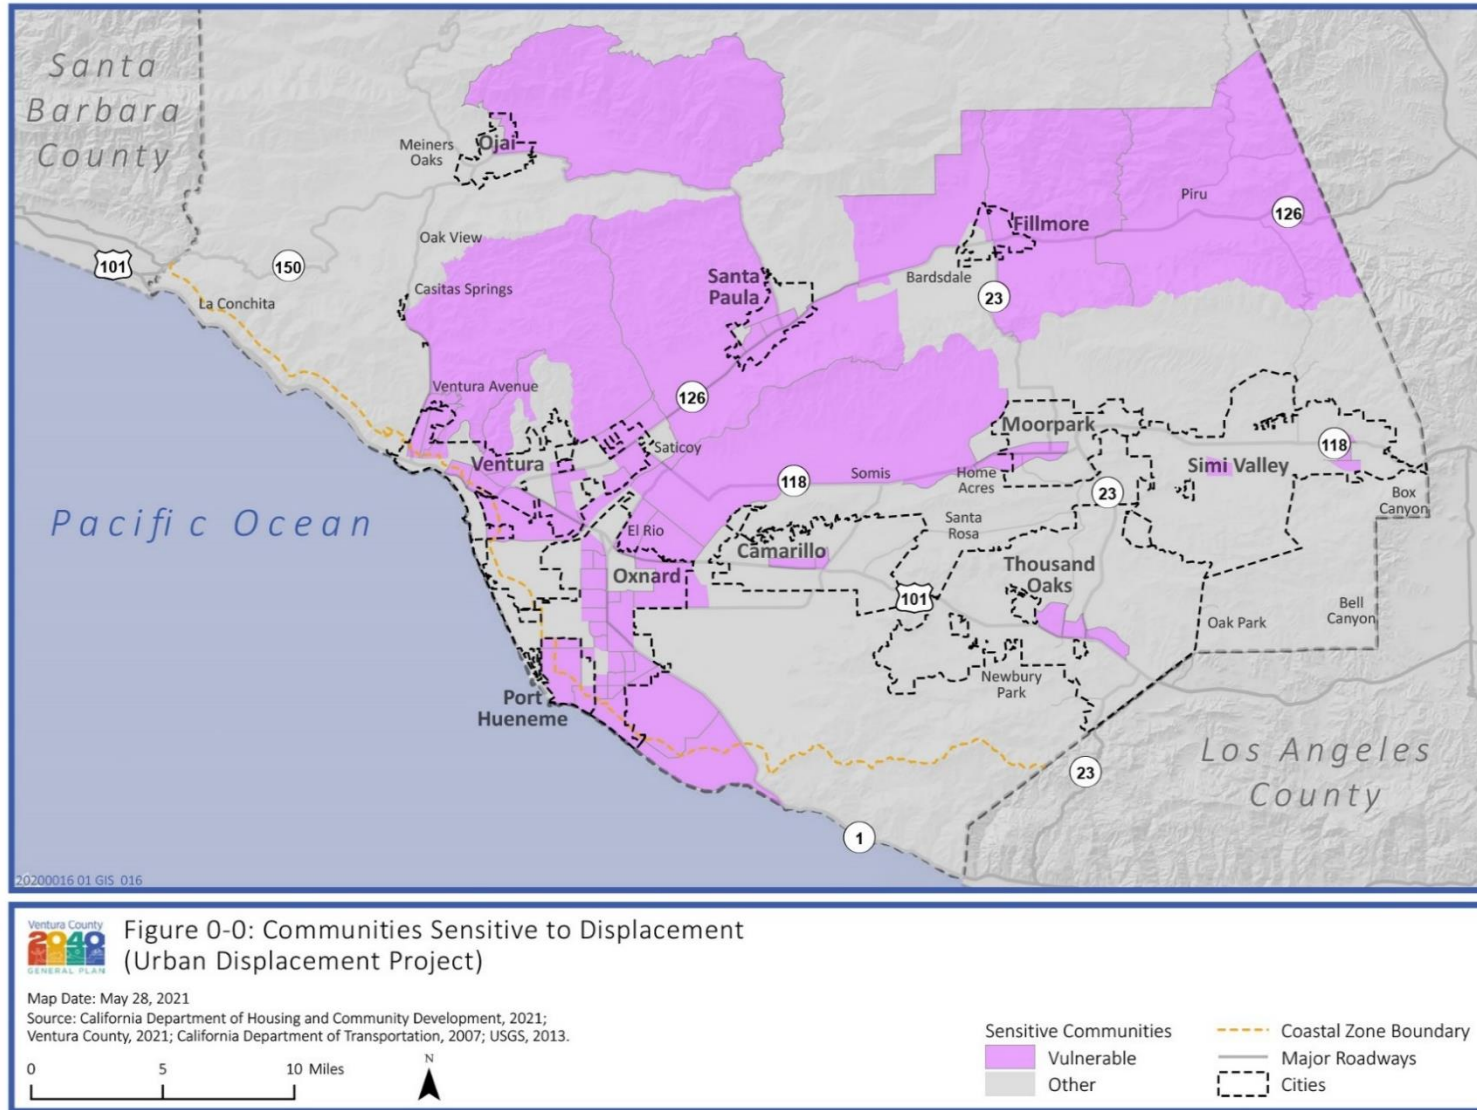 Santa
Barbara
County
Meiners
Oaks
Ojai
Piru
126
Fillmore
Oak View
101
150
Santa
Paula
Bardsdale
Casitas Springs
23
La Conchita
Ventura Avenue
126
Moorpark
Saticoy
118
Ventura
Somis
Home
Acres
Simi Valley
118
23
Box
Canyon
Pacific Ocean
El Rio
Santa
Rosa
Camarillo
Oxnard
Thousand
Oaks
101
Bell
Canyon
Oak Park
Newbury
Park
Port
Hueneme
Los Angeles
County
23
1
20200016 01 GIS 016
Ventura County
2040
GENERAL PLAN
Figure 0-0: Communities Sensitive to Displacement
(Urban Displacement Project)
Map Date: May 28, 2021
Source: California Department of Housing and Community Development, 2021;
Ventura County, 2021; California Department of Transportation, 2007; USGS, 2013.
0 5 10 Miles
N
Sensitive Communities
Vulnerable
Other
Coastal Zone Boundary
Major Roadways
Cities